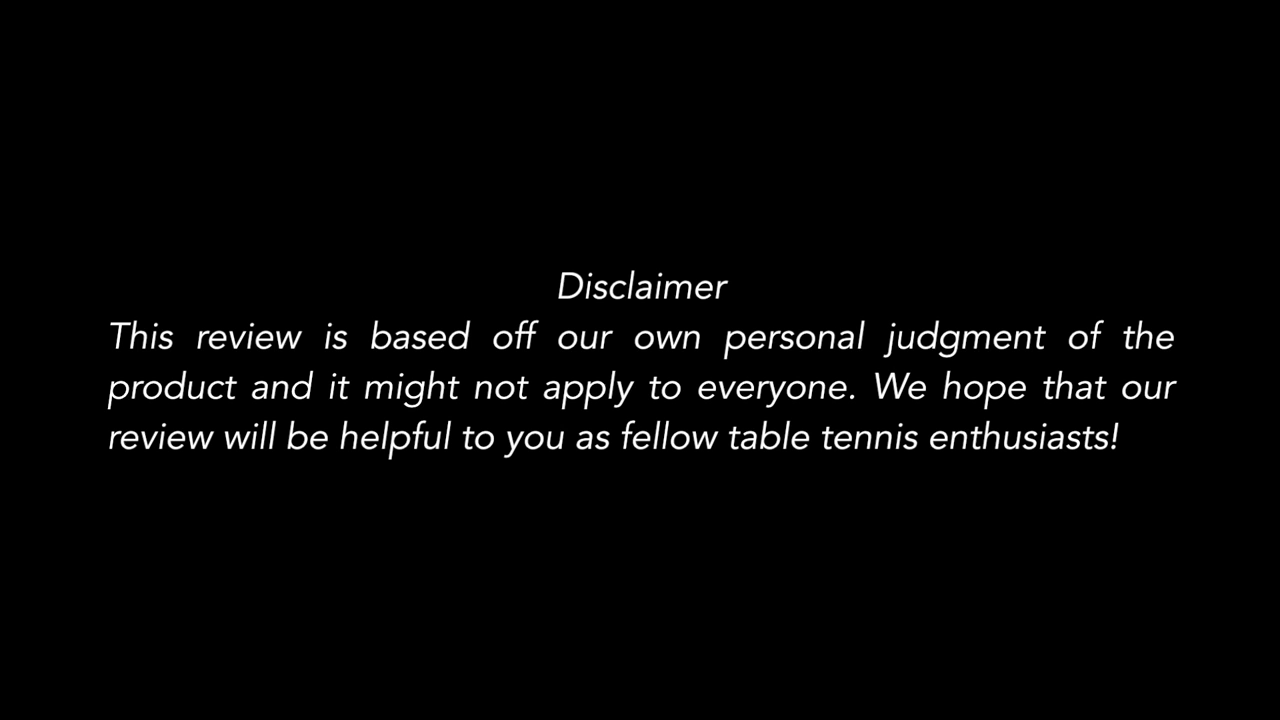 Disclaimer
This review is based off our own personal judgment of the
product and it might not apply to everyone. We hope that our
review will be helpful to you as fellow table tennis enthusiasts!